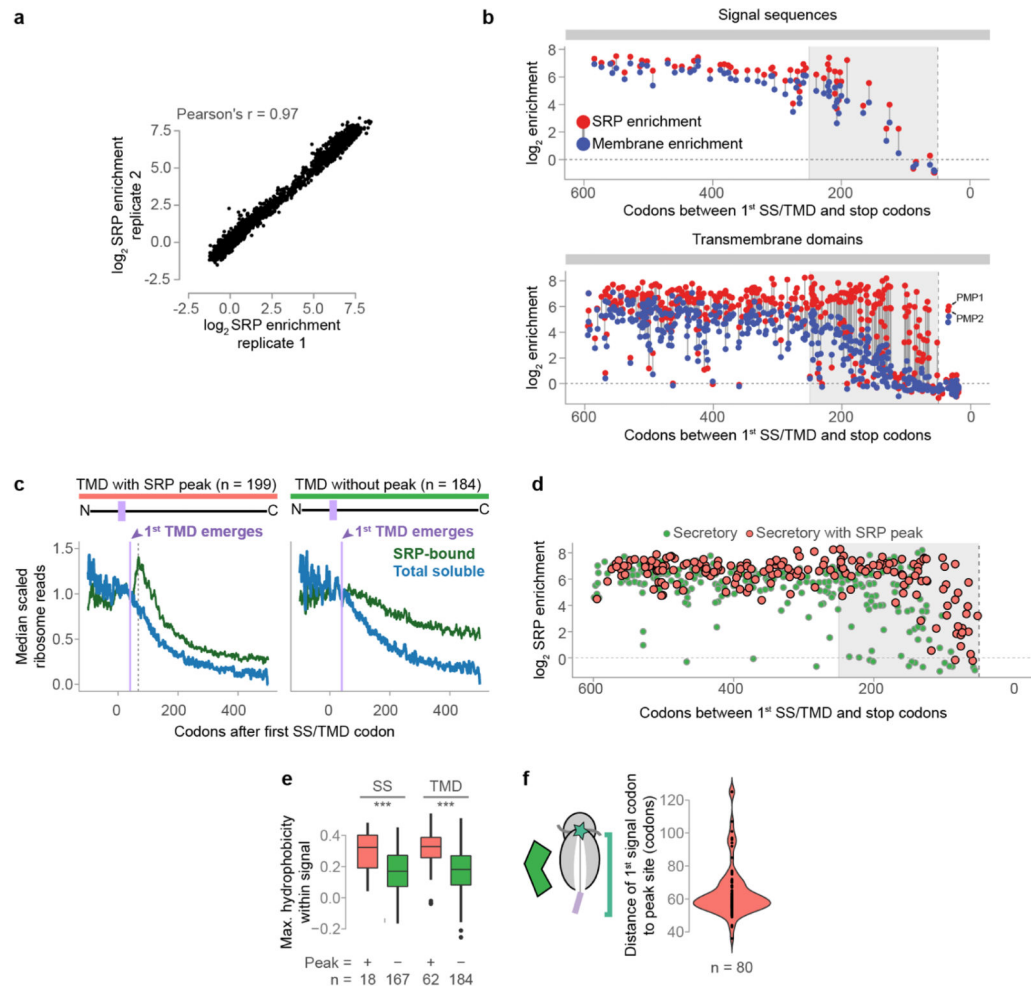 a
Pearson's r = 0.97
log2 SRP enrichment
replicate 2
7.5
5.0
2.5
0.0
-2.5
-2.5 0.0 2.5 5.0 7.5
log2 SRP enrichment
replicate 1
b
Signal sequences
log2 enrichment
8
6
4
2
0
SRP enrichment
Membrane enrichment
600 400 200 0
Codons between 1st SS/TMD and stop codons
Transmembrane domains
log2 enrichment
8
6
4
2
0
PMP1
PMP2
600 400 200 0
Codons between 1st SS/TMD and stop codons
c
TMD with SRP peak (n = 199)
N C
1st TMD emerges
TMD without peak (n = 184)
N C
1st TMD emerges
SRP-bound
Total soluble
Median scaled
ribosome reads
1.5
1.0
0.5
0.0
0 200 400
0 200 400
Codons after first SS/TMD codon
d
Secretory
Secretory with SRP peak
log2 SRP enrichment
8
6
4
2
0
600 400 200 0
Codons between 1st SS/TMD and stop codons
e
SS TMD
*** ***
Max. hydrophobicity
within signal
0.4
0.2
0.0
−0.2
Peak = + − + −
n = 18 167 62 184
f
Distance of 1st signal codon
to peak site (codons)
120
100
80
60
40
n = 80